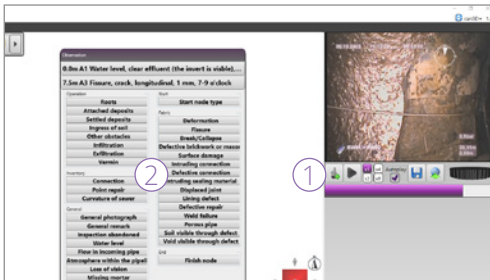 Observation
0.0m A1 Water level, clear effluent (the invert is visible),...
7.5m A3 Fissure, crack, longitudinal, 1 mm, 7-9 o'clock
Operation
Roots
Attached deposits
Settled deposits
Ingress of soil
Other obstacles
Infiltration
Exfiltration
Vermin
Inventory
Connection
Point repair
Curvature of sewer
General
General photograph
General remark
Inspection abandoned
Water level
Flow in incoming pipe
Atmosphere within the pipeli
Loss of vision
Missing mortar
Start
Start node type
Fabric
Deformation
Fissure
Break/Collapse
Defective brickwork or mason
Surface damage
Intruding connection
Defective connection
Intruding sealing material
Displaced joint
Lining defect
Defective repair
Weld failure
Porous pipe
Soil visible through defect
Void visible through defect
End
Finish node
2
1
Autoplay